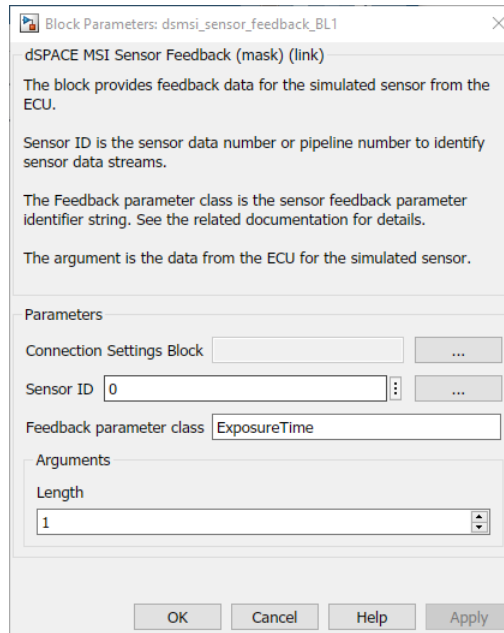 Block Parameters: dsmsi_sensor_feedback_BL1
dSPACE MSI Sensor Feedback (mask) (link)
The block provides feedback data for the simulated sensor from the
ECU.
Sensor ID is the sensor data number or pipeline number to identify
sensor data streams.
The Feedback parameter class is the sensor feedback parameter
identifier string. See the related documentation for details.
The argument is the data from the ECU for the simulated sensor.
Parameters
Connection Settings Block ...
Sensor ID 0 ...
Feedback parameter class ExposureTime
Arguments
Length
1
OK Cancel Help Apply